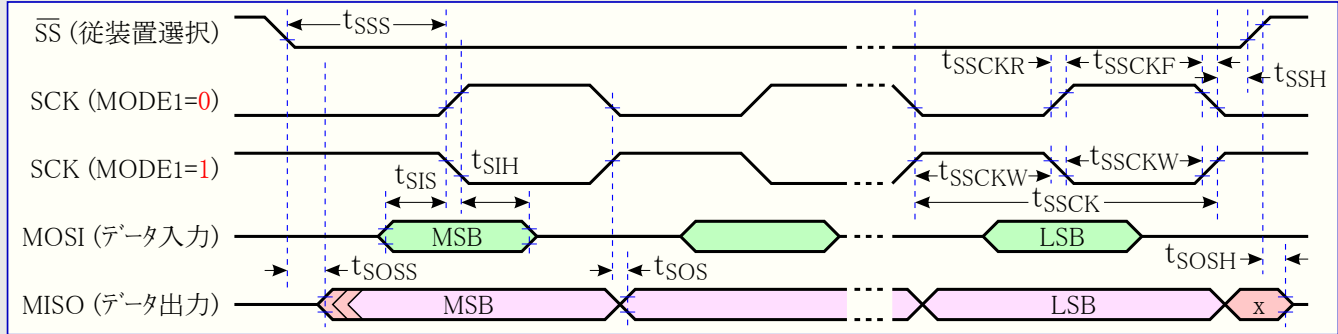 SS (従装置選択)
tSSS
tSSCKR
tSSCKF
tSSH
SCK (MODE1=0)
SCK (MODE1=1)
tSIS
tSIH
tSSCKW
tSSCKW
tSSCK
MOSI (データ入力)
MSB
LSB
tSOSS
tSOS
tSOSH
MISO (データ出力)
MSB
LSB
x